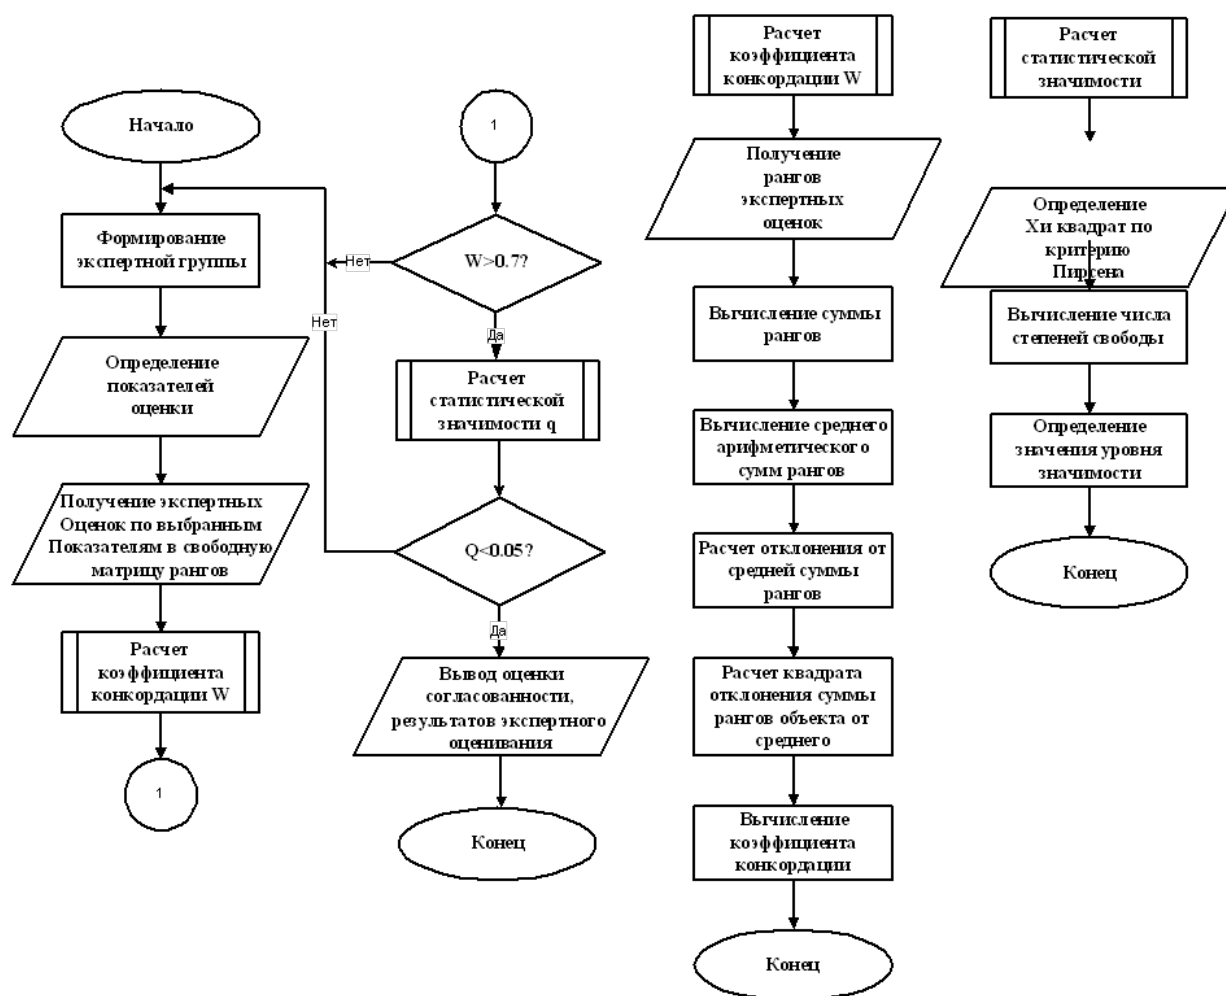 Начало
Формирование
экспертной группы
Определение
показателей
оценки
Получение экспертных
Оценок по выбранным
Показателям в свободную
матрицу рангов
Расчет
коэффициента
конкордации W
1
1
W>0.7?
Нет
Нет
Да
Расчет
статистической
значимости q
Q<0.05?
Да
Вывод оценки
согласованности,
результатов экспертного
оценивания
Конец
Расчет
коэффициента
конкордации W
Получение
рангов
экспертных
оценок
Вычисление суммы
рангов
Вычисление среднего
арифметического
сумм рангов
Расчет отклонения от
средней суммы
рангов
Расчет квадрата
отклонения суммы
рангов объекта от
среднего
Вычисление
коэффициента
конкордации
Конец
Расчет
статистической
значимости
Определение
Хи квадрат по
критерию
Пирсена
Вычисление числа
степеней свободы
Определение
значения уровня
значимости
Конец